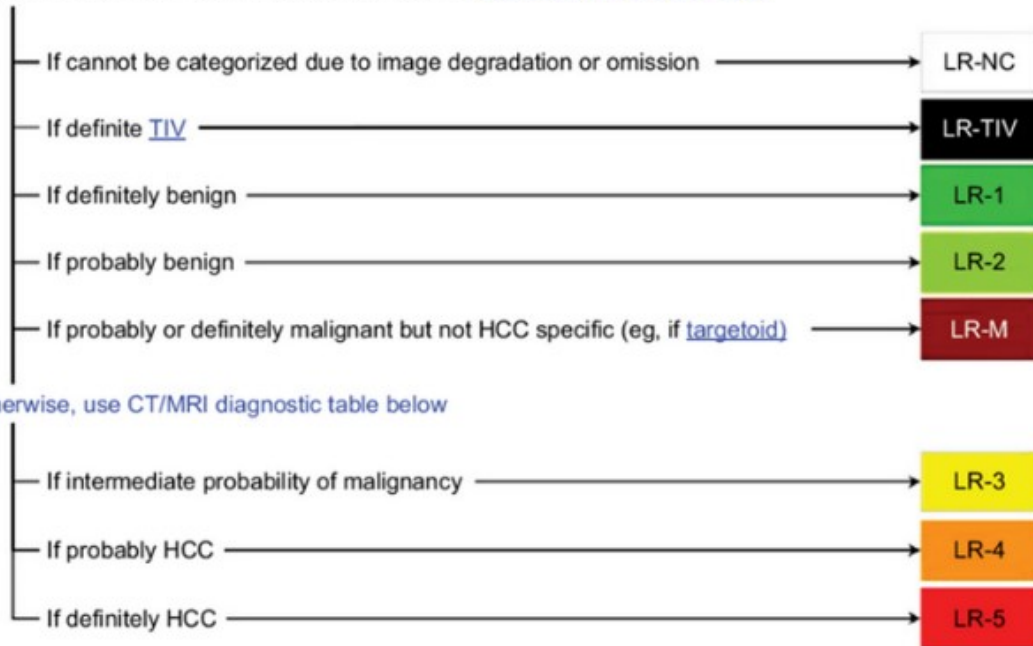 If cannot be categorized due to image degradation or omission LR-NC
If definite TIV LR-TIV
If definitely benign LR-1
If probably benign LR-2
If probably or definitely malignant but not HCC specific (eg, if targetoid) LR-M
erwise, use CT/MRI diagnostic table below
If intermediate probability of malignancy LR-3
If probably HCC LR-4
If definitely HCC LR-5